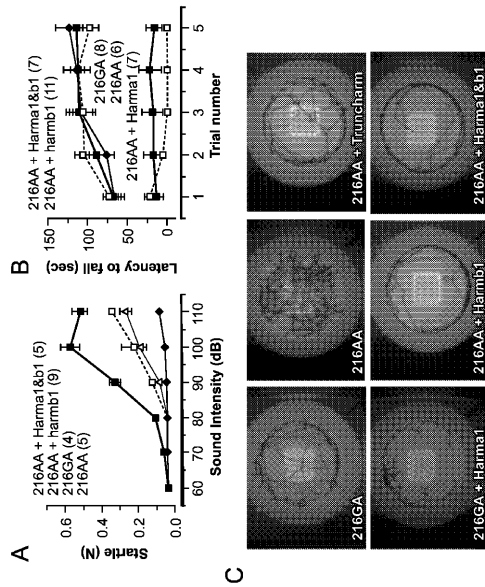 A
216AA + Harma1&b1 (5)
216AA + harmb1 (9)
216GA (4)
216AA (5)
0.6
0.4
0.2
0.0
Startle (N)
60 70 80 90 100 110
Sound Intensity (dB)
B
216AA + Harma1&b1 (7)
216AA + harmb1 (11)
216GA (8)
216AA (6)
216AA + Harma1 (7)
150
100
50
0
Latency to fall (sec)
1 2 3 4 5
Trial number
C
216GA
216AA
216AA + Truncharm
216AA + Harma1
216AA + Harmb1
216AA + Harma1&b1